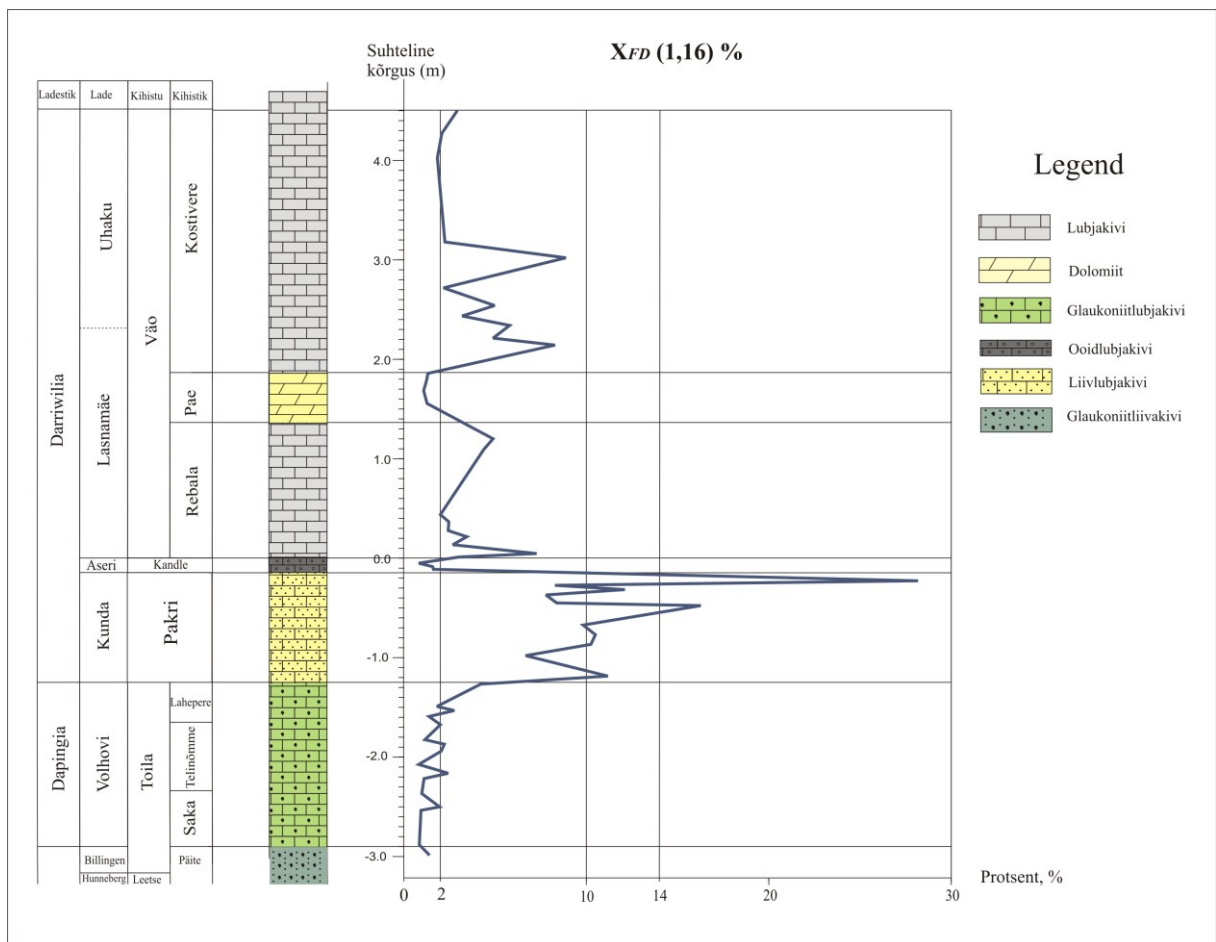 Suhteline
kõrgus (m)
XFD (1,16) %
Ladestik Lade Kihistu Kihistik
Darriwilia
Uhaku
Lasnamäe
Väo
Kostivere
Pae
Rebala
Aseri
Kandle
Kunda
Pakri
Dapingia
Volhovi
Toila
Lahepere
Telinõmme
Saka
Billingen
Päite
Hunneberg
Leetse
4.0
3.0
2.0
1.0
0.0
-1.0
-2.0
-3.0
0 2 10 14 20 30
Protsent, %
Legend
Lubjakivi
Dolomiit
Glaukoniitlubjakivi
Ooidlubjakivi
Liivlubjakivi
Glaukoniitliivakivi